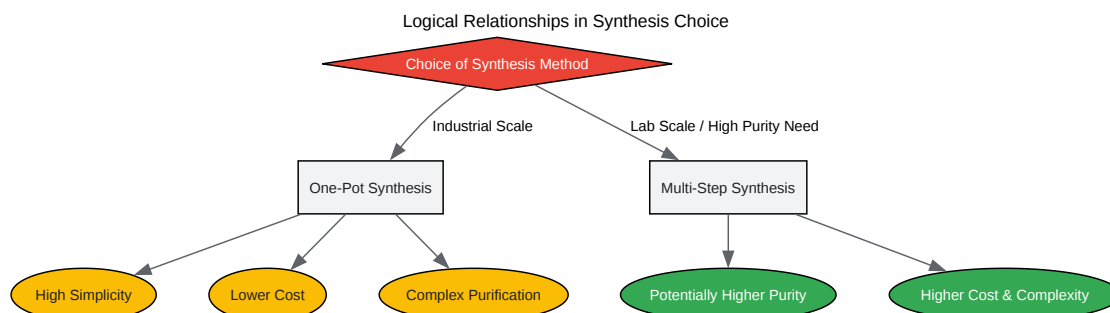 Logical Relationships in Synthesis Choice
Choice of Synthesis Method
Industrial Scale
Lab Scale / High Purity Need
One-Pot Synthesis
Multi-Step Synthesis
High Simplicity
Lower Cost
Complex Purification
Potentially Higher Purity
Higher Cost & Complexity